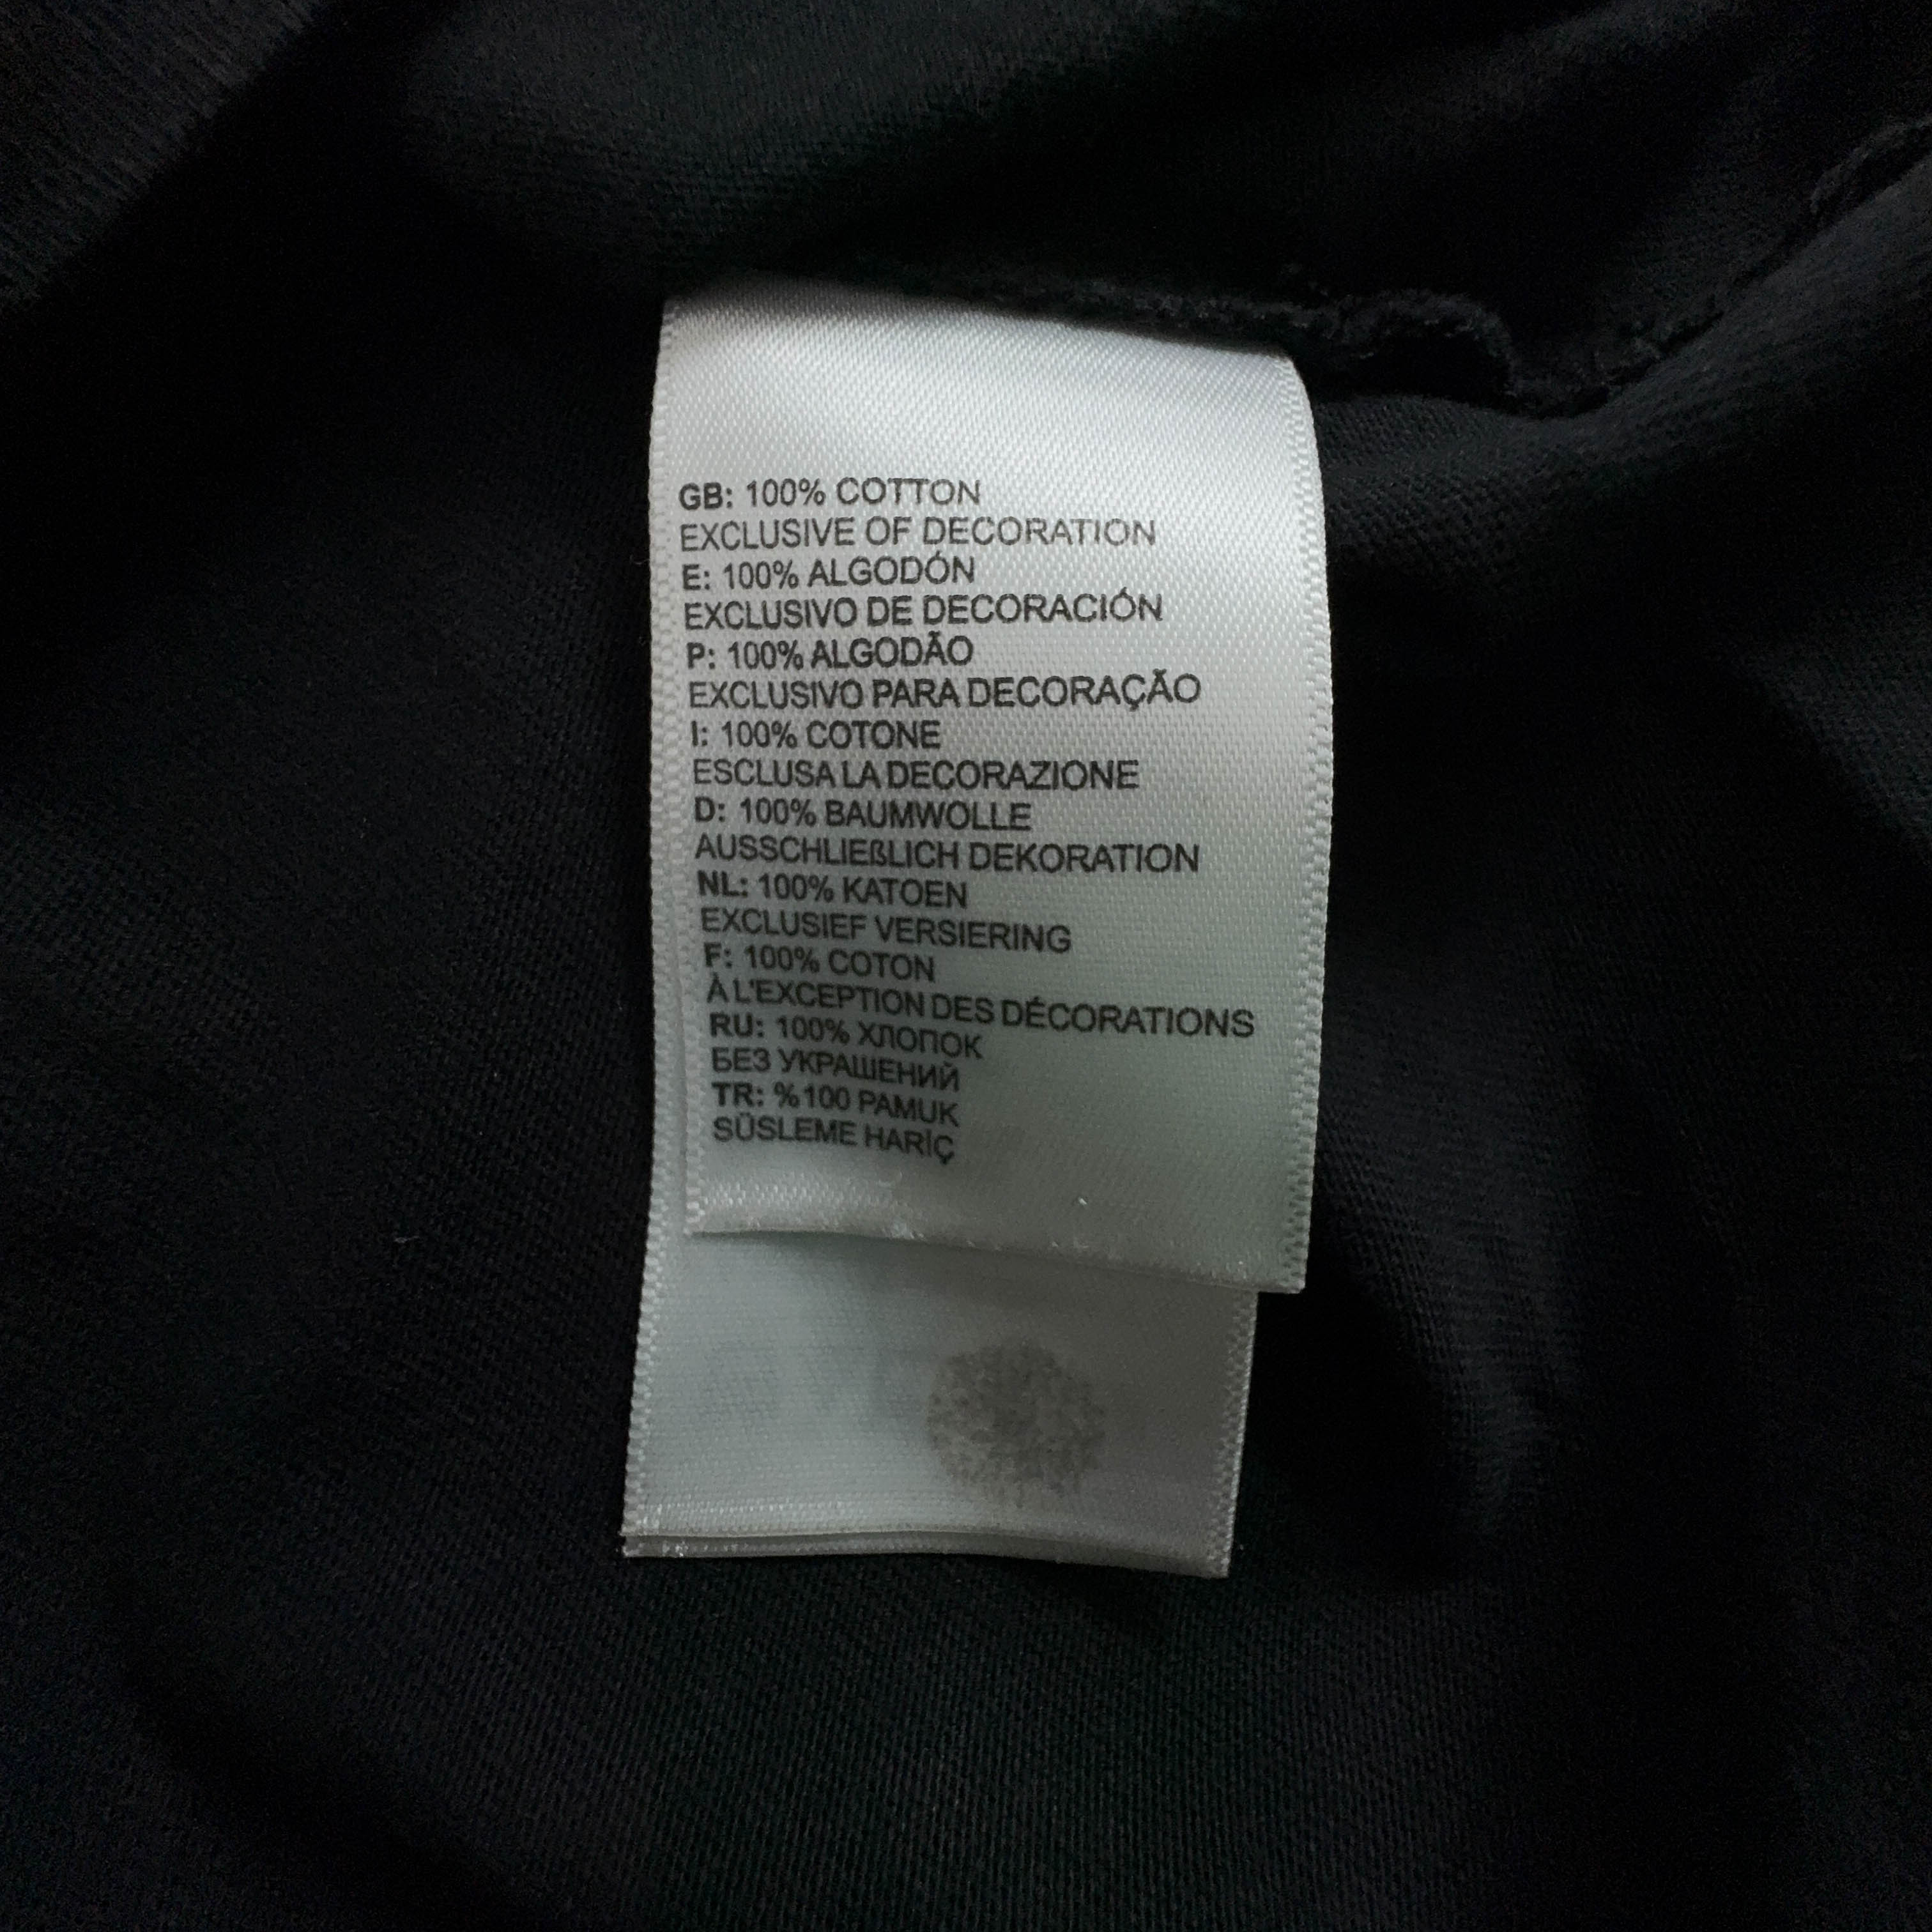 GB: 100% COTTON
EXCLUSIVE OF DECORATION
E: 100% ALGODÓN
EXCLUSIVO DE DECORACIÓN
P: 100% ALGODÃO
EXCLUSIVO PARA DECORAÇÃO
I: 100% COTONE
ESCLUSA LA DECORAZIONE
D: 100% BAUMWOLLE
AUSSCHLIEßLICH DEKORATION
NL: 100% KATOEN
EXCLUSIEF VERSIERING
F: 100% COTON
À L'EXCEPTION DES DÉCORATIONS
RU: 100% ХЛОПОК
БЕЗ УКРАШЕНИЙ
TR: %100 PAMUK
SÜSLEME HARİÇ